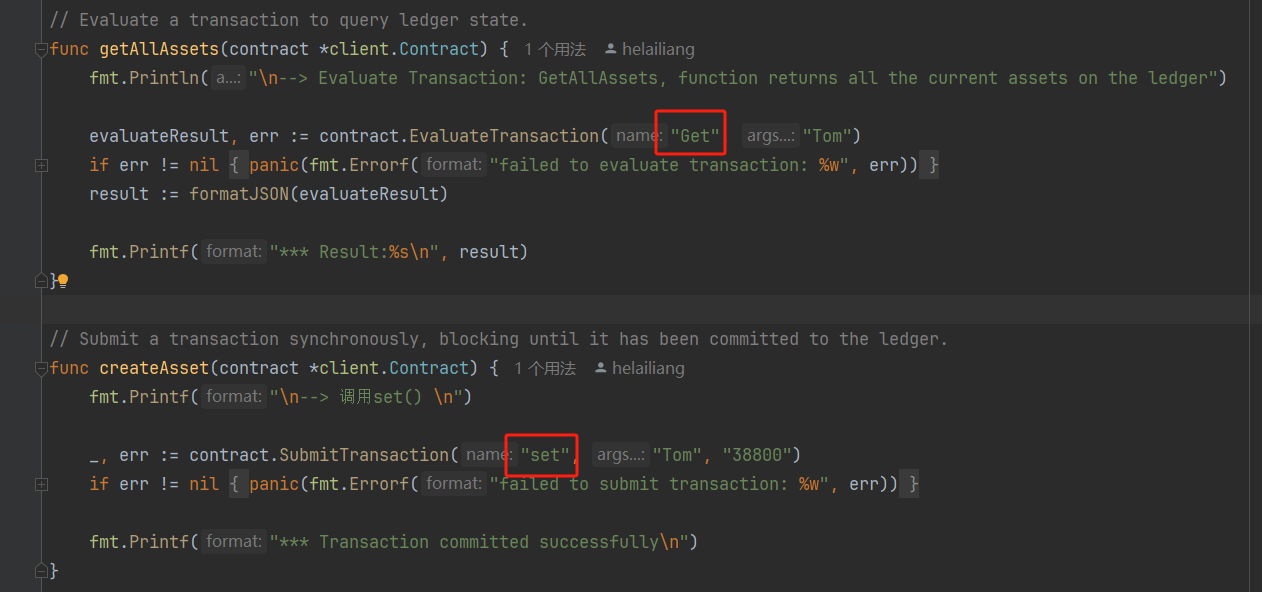 // Evaluate a transaction to query ledger state.
func getAllAssets(contract *client.Contract) { 1 个用法 helailiang
fmt.Println( a...: "\n--> Evaluate Transaction: GetAllAssets, function returns all the current assets on the ledger")
evaluateResult, err := contract.EvaluateTransaction( name: "Get" args...: "Tom")
if err != nil { panic(fmt.Errorf( format: "failed to evaluate transaction: %w", err)) }
result := formatJSON(evaluateResult)
fmt.Printf( format: "*** Result:%s\n", result)
}
// Submit a transaction synchronously, blocking until it has been committed to the ledger.
func createAsset(contract *client.Contract) { 1 个用法 helailiang
fmt.Printf( format: "\n--> 调用set() \n")
_, err := contract.SubmitTransaction( name: "set", args...: "Tom", "38800")
if err != nil { panic(fmt.Errorf( format: "failed to submit transaction: %w", err)) }
fmt.Printf( format: "*** Transaction committed successfully\n")
}